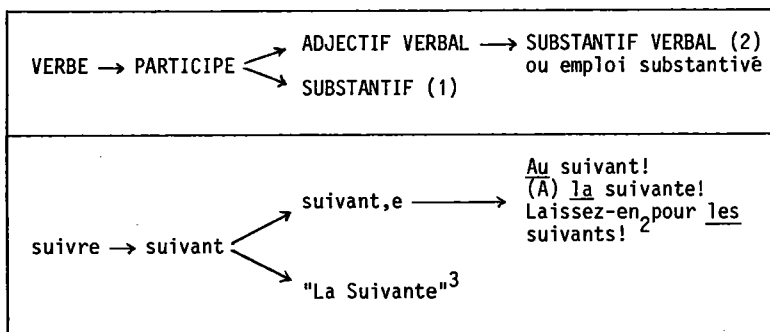 VERBE → PARTICIPE
ADJECTIF VERBAL → SUBSTANTIF VERBAL (2)
ou emploi substantivé
SUBSTANTIF (1)
suivre → suivant
suivant,e →
Au suivant!
(A) la suivante!
Laissez-en pour les
suivants! 2
"La Suivante"3